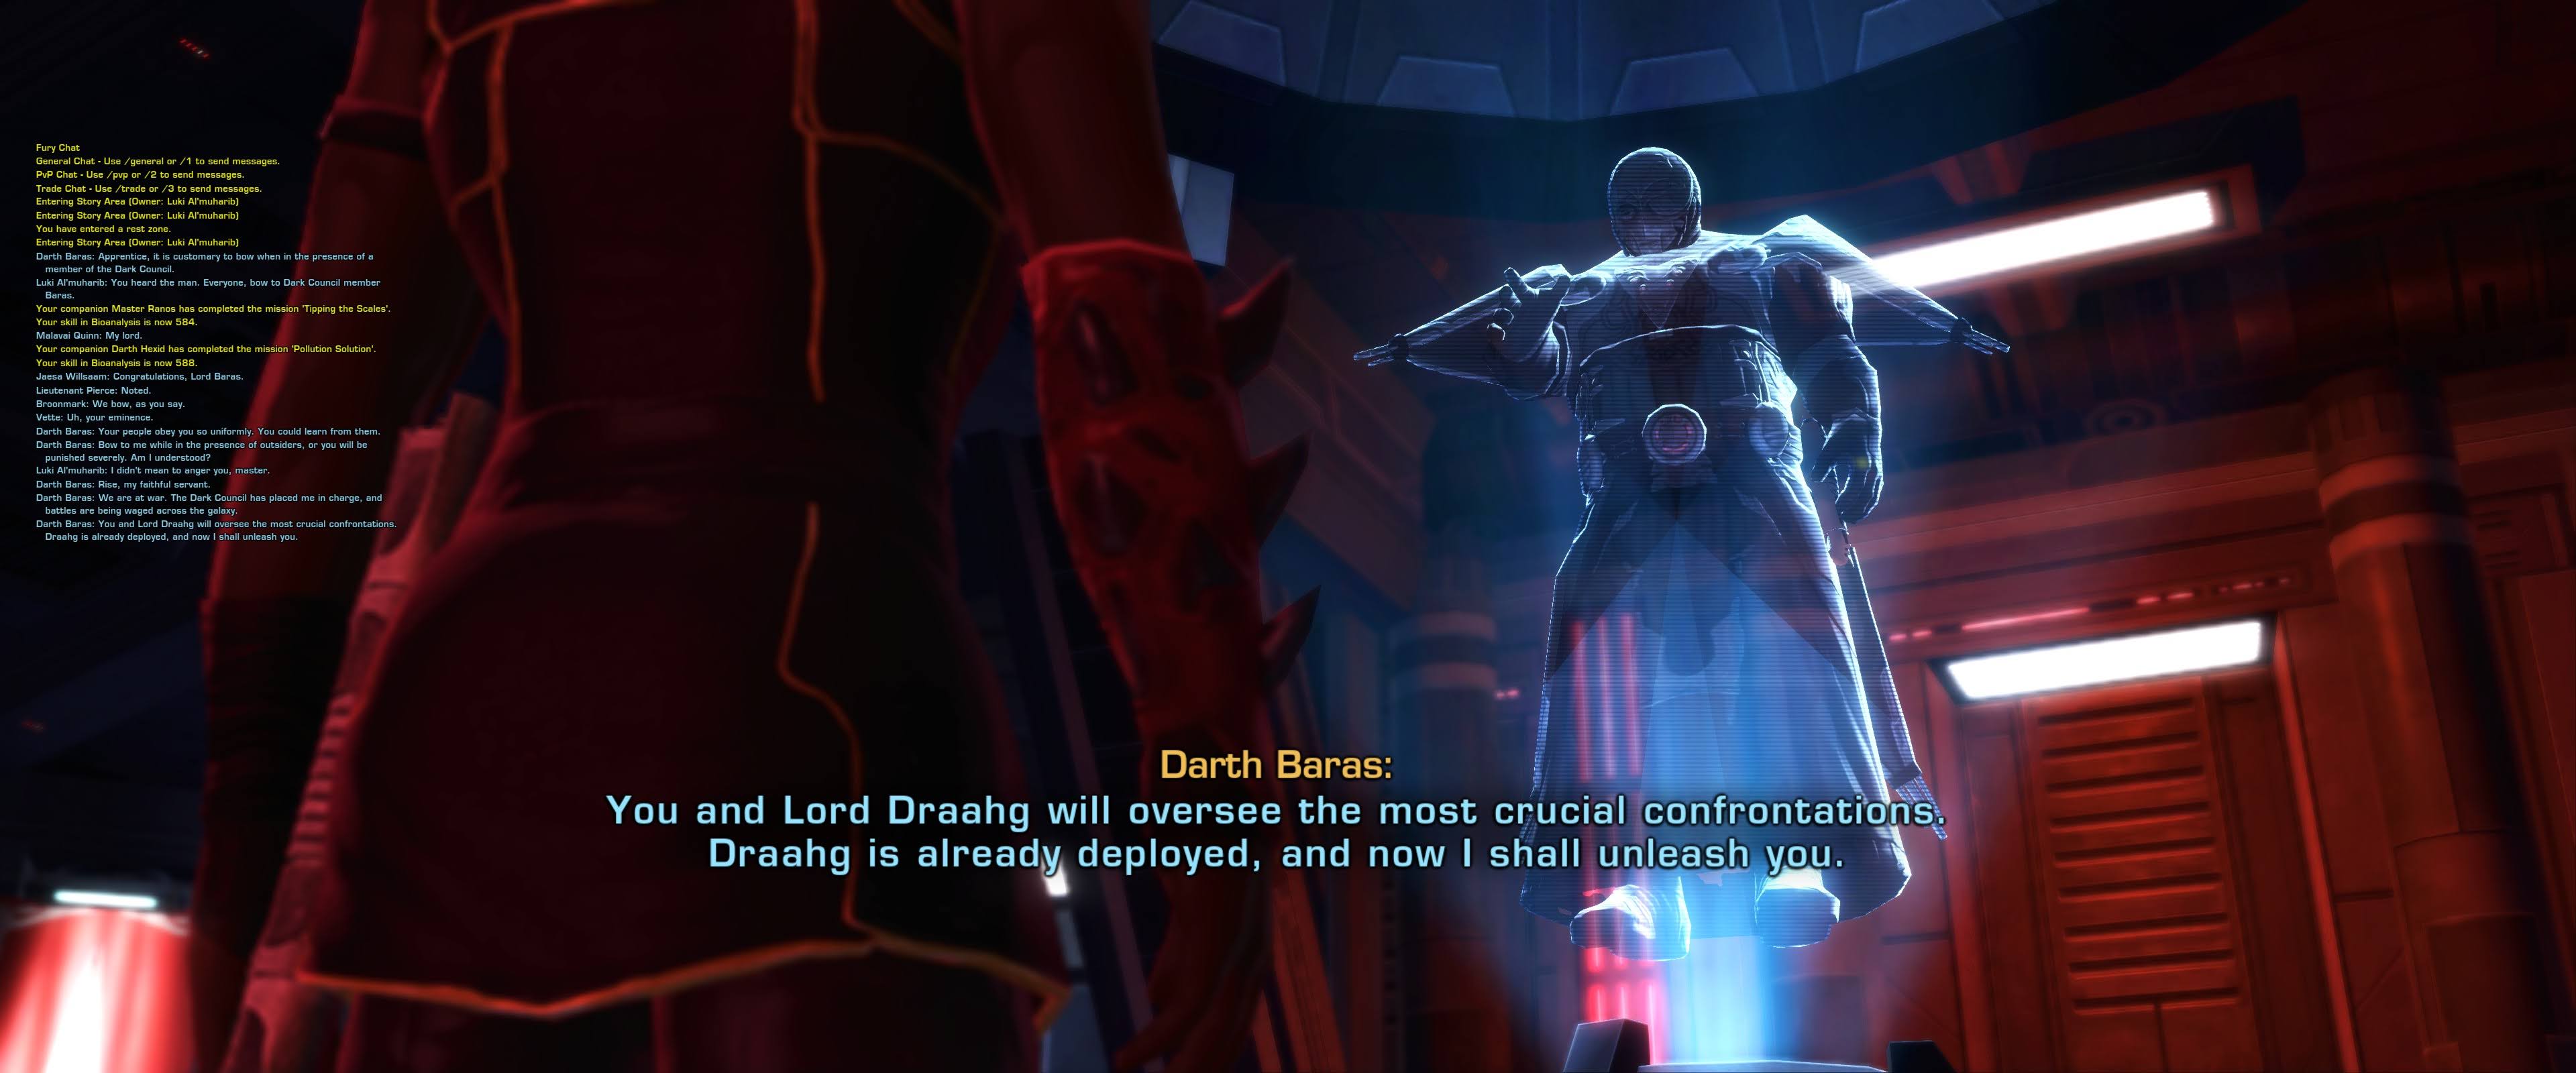 Fury Chat
General Chat - Use /general or /1 to send messages.
PvP Chat - Use /pvp or /2 to send messages.
Trade Chat - Use /trade or /3 to send messages.
Entering Story Area (Owner: Luki Al'muharib)
Entering Story Area (Owner: Luki Al'muharib)
You have entered a rest zone.
Entering Story Area (Owner: Luki Al'muharib)
Darth Baras: Apprentice, it is customary to bow when in the presence of a
member of the Dark Council.
Luki Al'muharib: You heard the man. Everyone, bow to Dark Council member
Baras.
Your companion Master Ranos has completed the mission 'Tipping the Scales'.
Your skill in Bioanalysis is now 584.
Malavai Quinn: My lord.
Your companion Darth Hexid has completed the mission 'Pollution Solution'.
Your skill in Bioanalysis is now 588.
Jaesa Willsaam: Congratulations, Lord Baras.
Lieutenant Pierce: Noted.
Broonmark: We bow, as you say.
Vette: Uh, your eminence.
Darth Baras: Your people obey you so uniformly. You could learn from them.
Darth Baras: Bow to me while in the presence of outsiders, or you will be
punished severely. Am I understood?
Luki Al'muharib: I didn't mean to anger you, master.
Darth Baras: Rise, my faithful servant.
Darth Baras: We are at war. The Dark Council has placed me in charge, and
battles are being waged across the galaxy.
Darth Baras: You and Lord Draahg will oversee the most crucial confrontations.
Draahg is already deployed, and now I shall unleash you.
Darth Baras:
You and Lord Draahg will oversee the most crucial confrontations.
Draahg is already deployed, and now I shall unleash you.